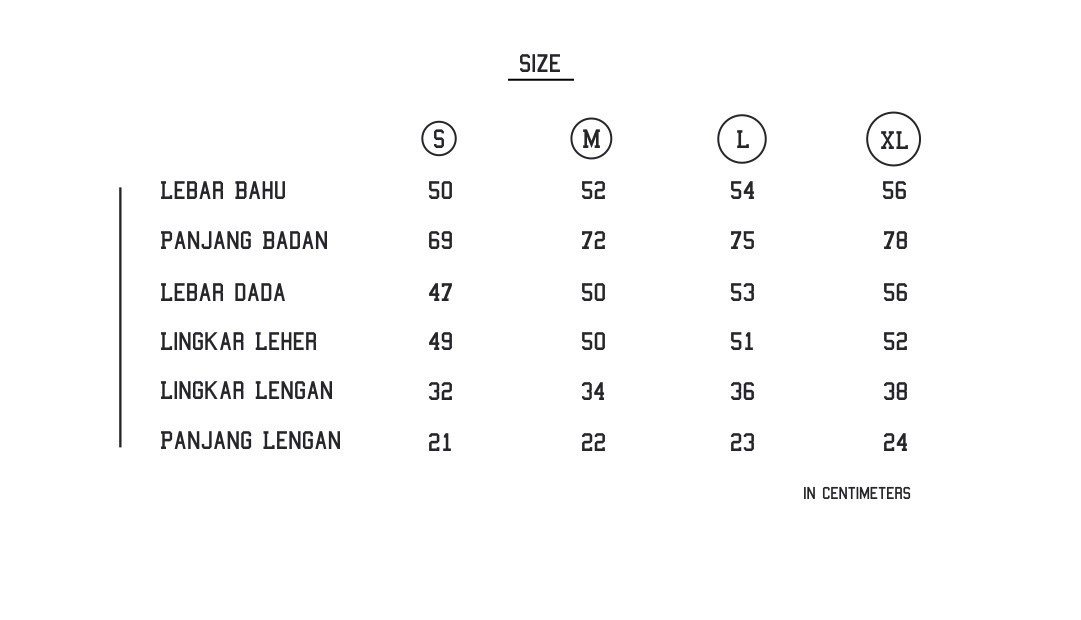 SIZE
S M L XL
LEBAR BAHU 50 52 54 56
PANJANG BADAN 69 72 75 78
LEBAR DADA 47 50 53 56
LINGKAR LEHER 49 50 51 52
LINGKAR LENGAN 32 34 36 38
PANJANG LENGAN 21 22 23 24
IN CENTIMETERS